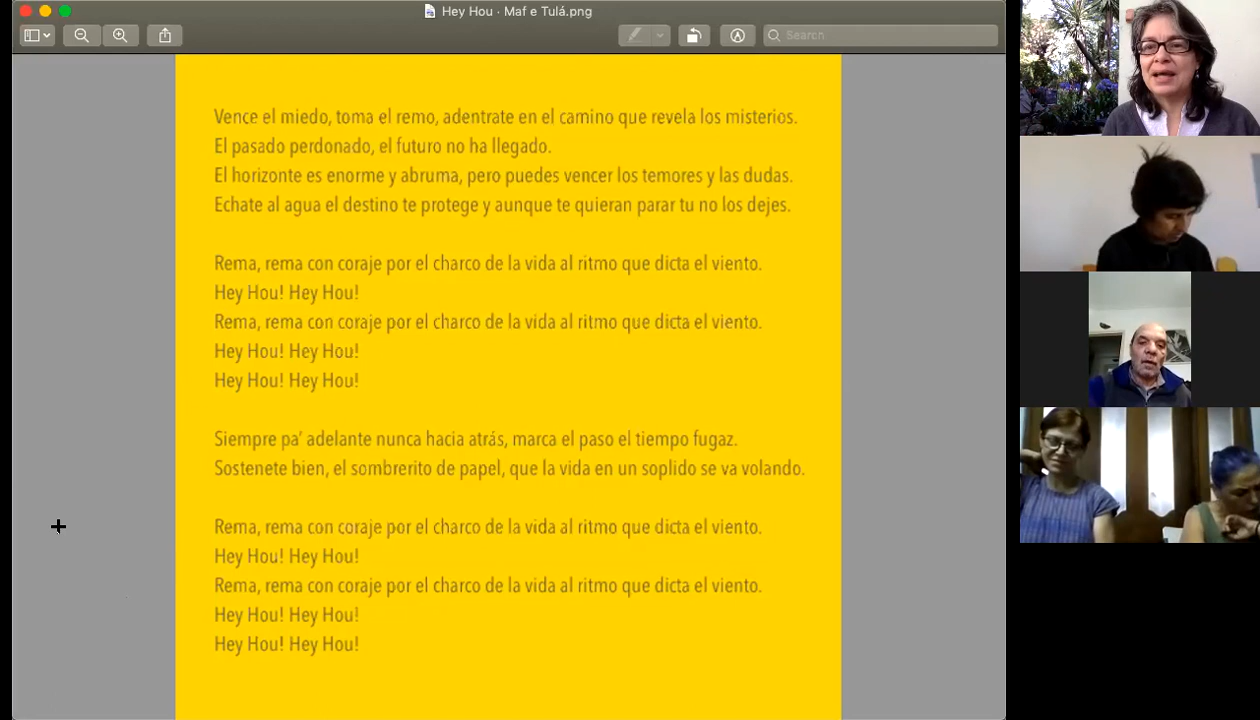 Hey Hou - Maf e Tulá.png
Search
Vence el miedo, toma el remo, adentrate en el camino que revela los misterios.
El pasado perdonado, el futuro no ha llegado.
El horizonte es enorme y abruma, pero puedes vencer los temores y las dudas.
Echate al agua el destino te protege y aunque te quieran parar tu no los dejes.
Rema, rema con coraje por el charco de la vida al ritmo que dicta el viento.
Hey Hou! Hey Hou!
Rema, rema con coraje por el charco de la vida al ritmo que dicta el viento.
Hey Hou! Hey Hou!
Hey Hou! Hey Hou!
Siempre pa’ adelante nunca hacia atrás, marca el paso el tiempo fugaz.
Sostenete bien, el sombrerito de papel, que la vida en un soplido se va volando.
Rema, rema con coraje por el charco de la vida al ritmo que dicta el viento.
Hey Hou! Hey Hou!
Rema, rema con coraje por el charco de la vida al ritmo que dicta el viento.
Hey Hou! Hey Hou!
Hey Hou! Hey Hou!